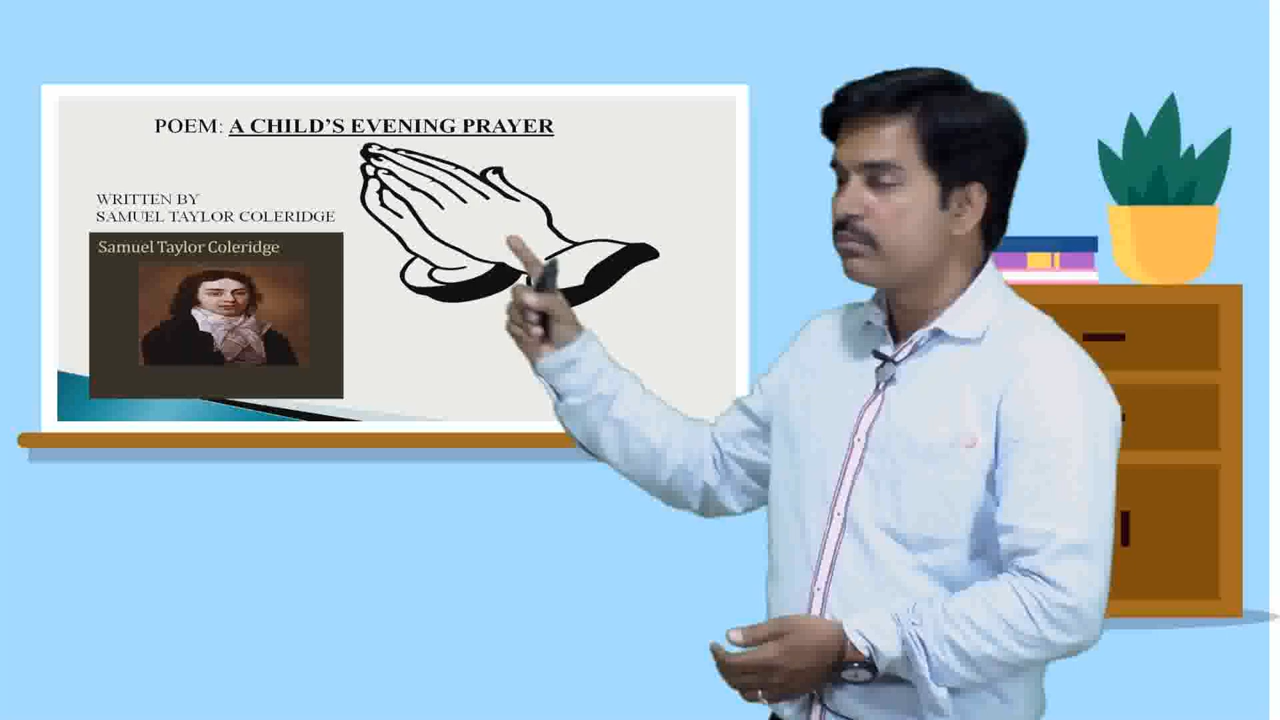 POEM: A CHILD'S EVENING PRAYER
WRITTEN BY
SAMUEL TAYLOR COLERIDGE
Samuel Taylor Coleridge